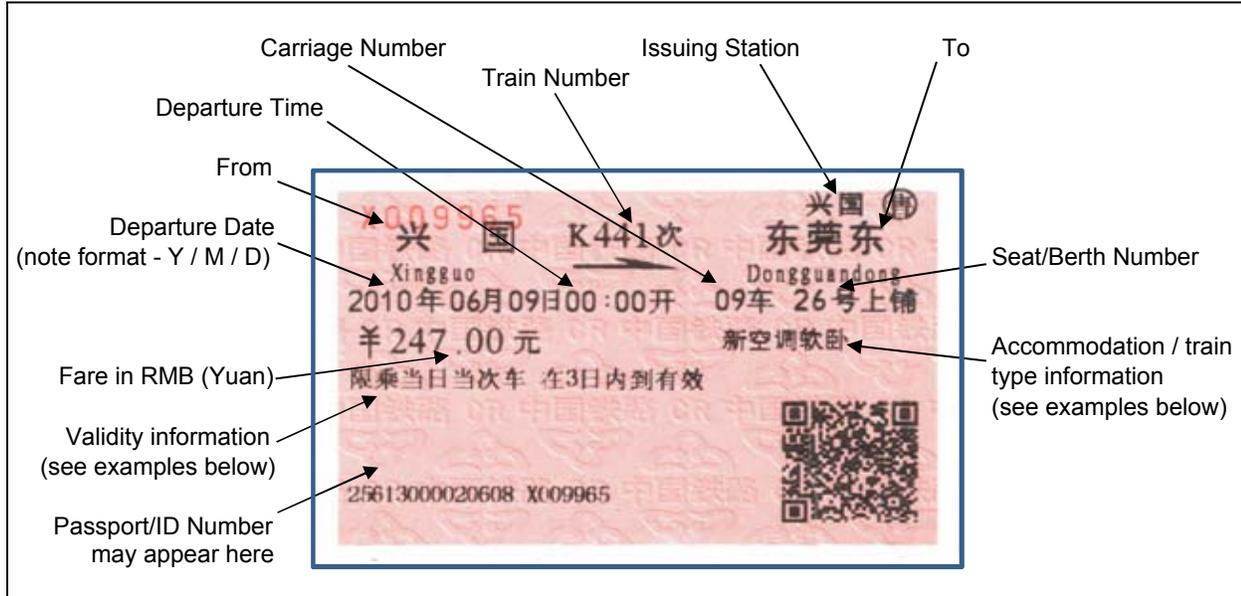 Carriage Number
Issuing Station
To
Train Number
Departure Time
From
Departure Date
(note format - Y / M / D)
Seat/Berth Number
Accommodation / train
type information
(see examples below)
Fare in RMB (Yuan)
Validity information
(see examples below)
Passport/ID Number
may appear here
X009965
兴国 售
兴 国 K441次 东莞东
Xingguo Dongguandong
2010年06月09日00:00开 09车 26号上铺
￥247.00元 新空调软卧
限乘当日当次车 在3日内到有效
25613000020608 X009965